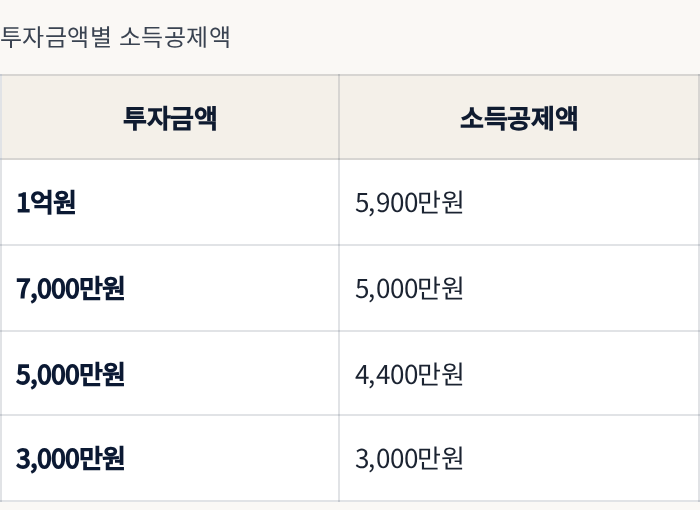 투자금액별 소득공제액
투자금액 소득공제액
1억원 5,900만원
7,000만원 5,000만원
5,000만원 4,400만원
3,000만원 3,000만원